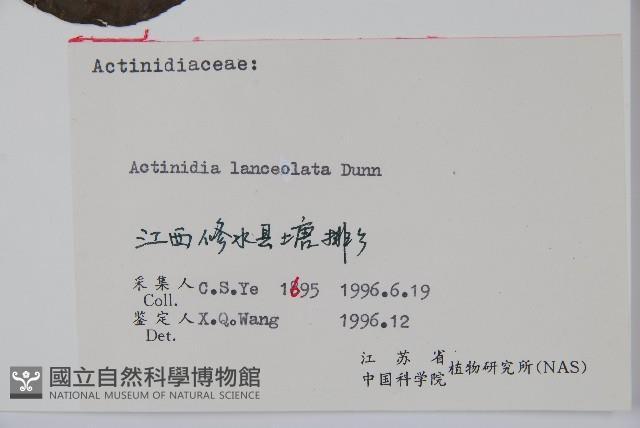 Actinidiaceae:
Actinidia lanceolata Dunn
江西修水县塘排乡
采集人 C.S.Ye 1695 1996.6.19
Coll.
鉴定人 X.Q.Wang 1996.12
Det.
江苏省
中国科学院 植物研究所(NAS)
國立自然科學博物館
NATIONAL MUSEUM OF NATURAL SCIENCE